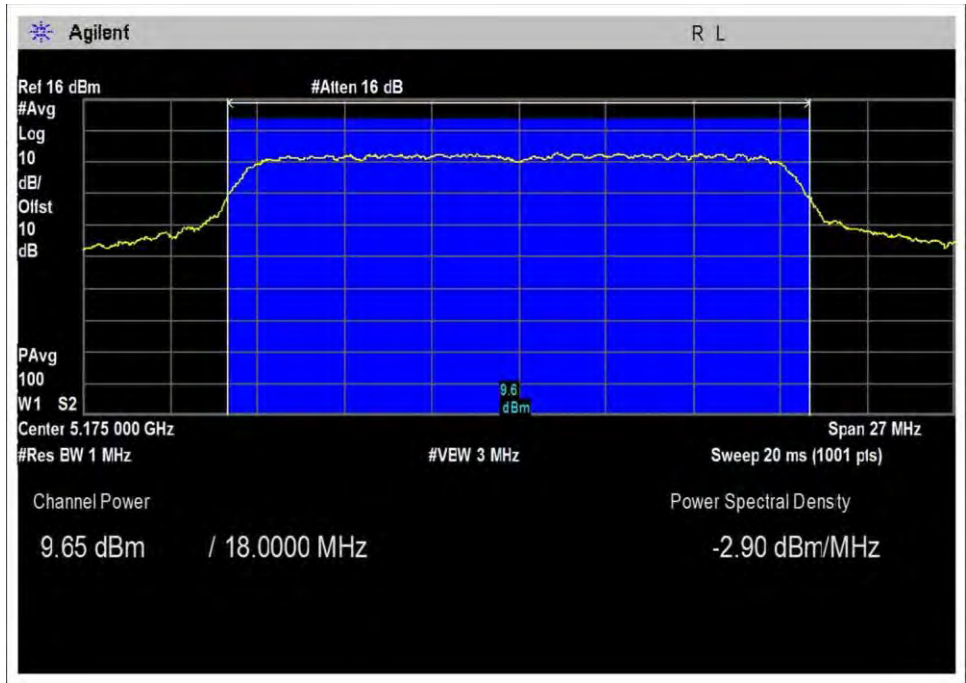 Agilent R L
Ref 16 dBm #Atten 16 dB
#Avg
Log
10
dB/
Offst
10
dB
PAvg
100
W1 S2
9.6
dBm
Center 5.175 000 GHz Span 27 MHz
#Res BW 1 MHz #VBW 3 MHz Sweep 20 ms (1001 pts)
Channel Power Power Spectral Density
9.65 dBm / 18.0000 MHz -2.90 dBm/MHz